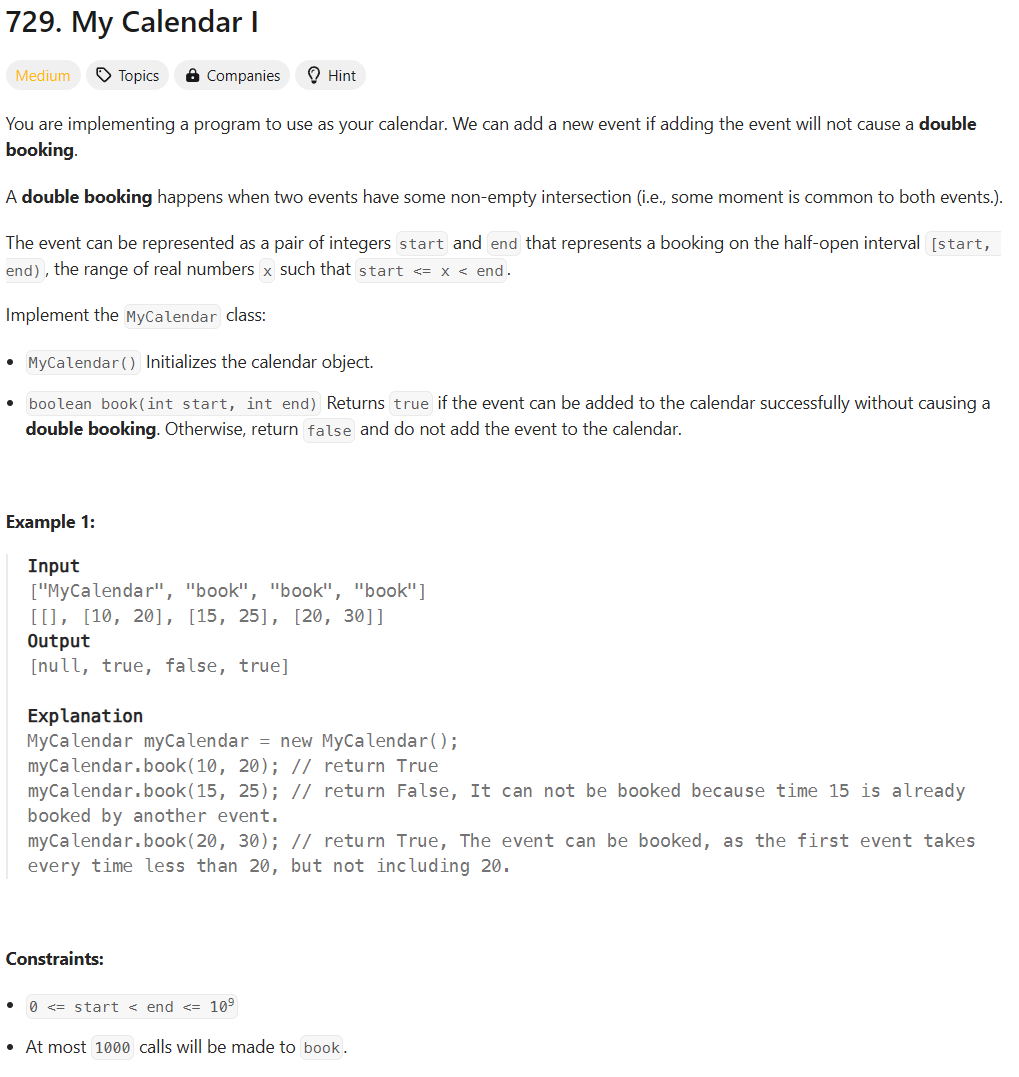 729. My Calendar I
Medium Topics Companies Hint
You are implementing a program to use as your calendar. We can add a new event if adding the event will not cause a double
booking.
A double booking happens when two events have some non-empty intersection (i.e., some moment is common to both events.).
The event can be represented as a pair of integers start and end that represents a booking on the half-open interval [start,
end), the range of real numbers x such that start <= x < end.
Implement the MyCalendar class:
• MyCalendar() Initializes the calendar object.
• boolean book(int start, int end) Returns true if the event can be added to the calendar successfully without causing a
double booking. Otherwise, return false and do not add the event to the calendar.
Example 1:
Input
["MyCalendar", "book", "book", "book"]
[[], [10, 20], [15, 25], [20, 30]]
Output
[null, true, false, true]
Explanation
MyCalendar myCalendar = new MyCalendar();
myCalendar.book(10, 20); // return True
myCalendar.book(15, 25); // return False, It can not be booked because time 15 is already
booked by another event.
myCalendar.book(20, 30); // return True, The event can be booked, as the first event takes
every time less than 20, but not including 20.
Constraints:
• 0 <= start < end <= 10⁹
• At most 1000 calls will be made to book.